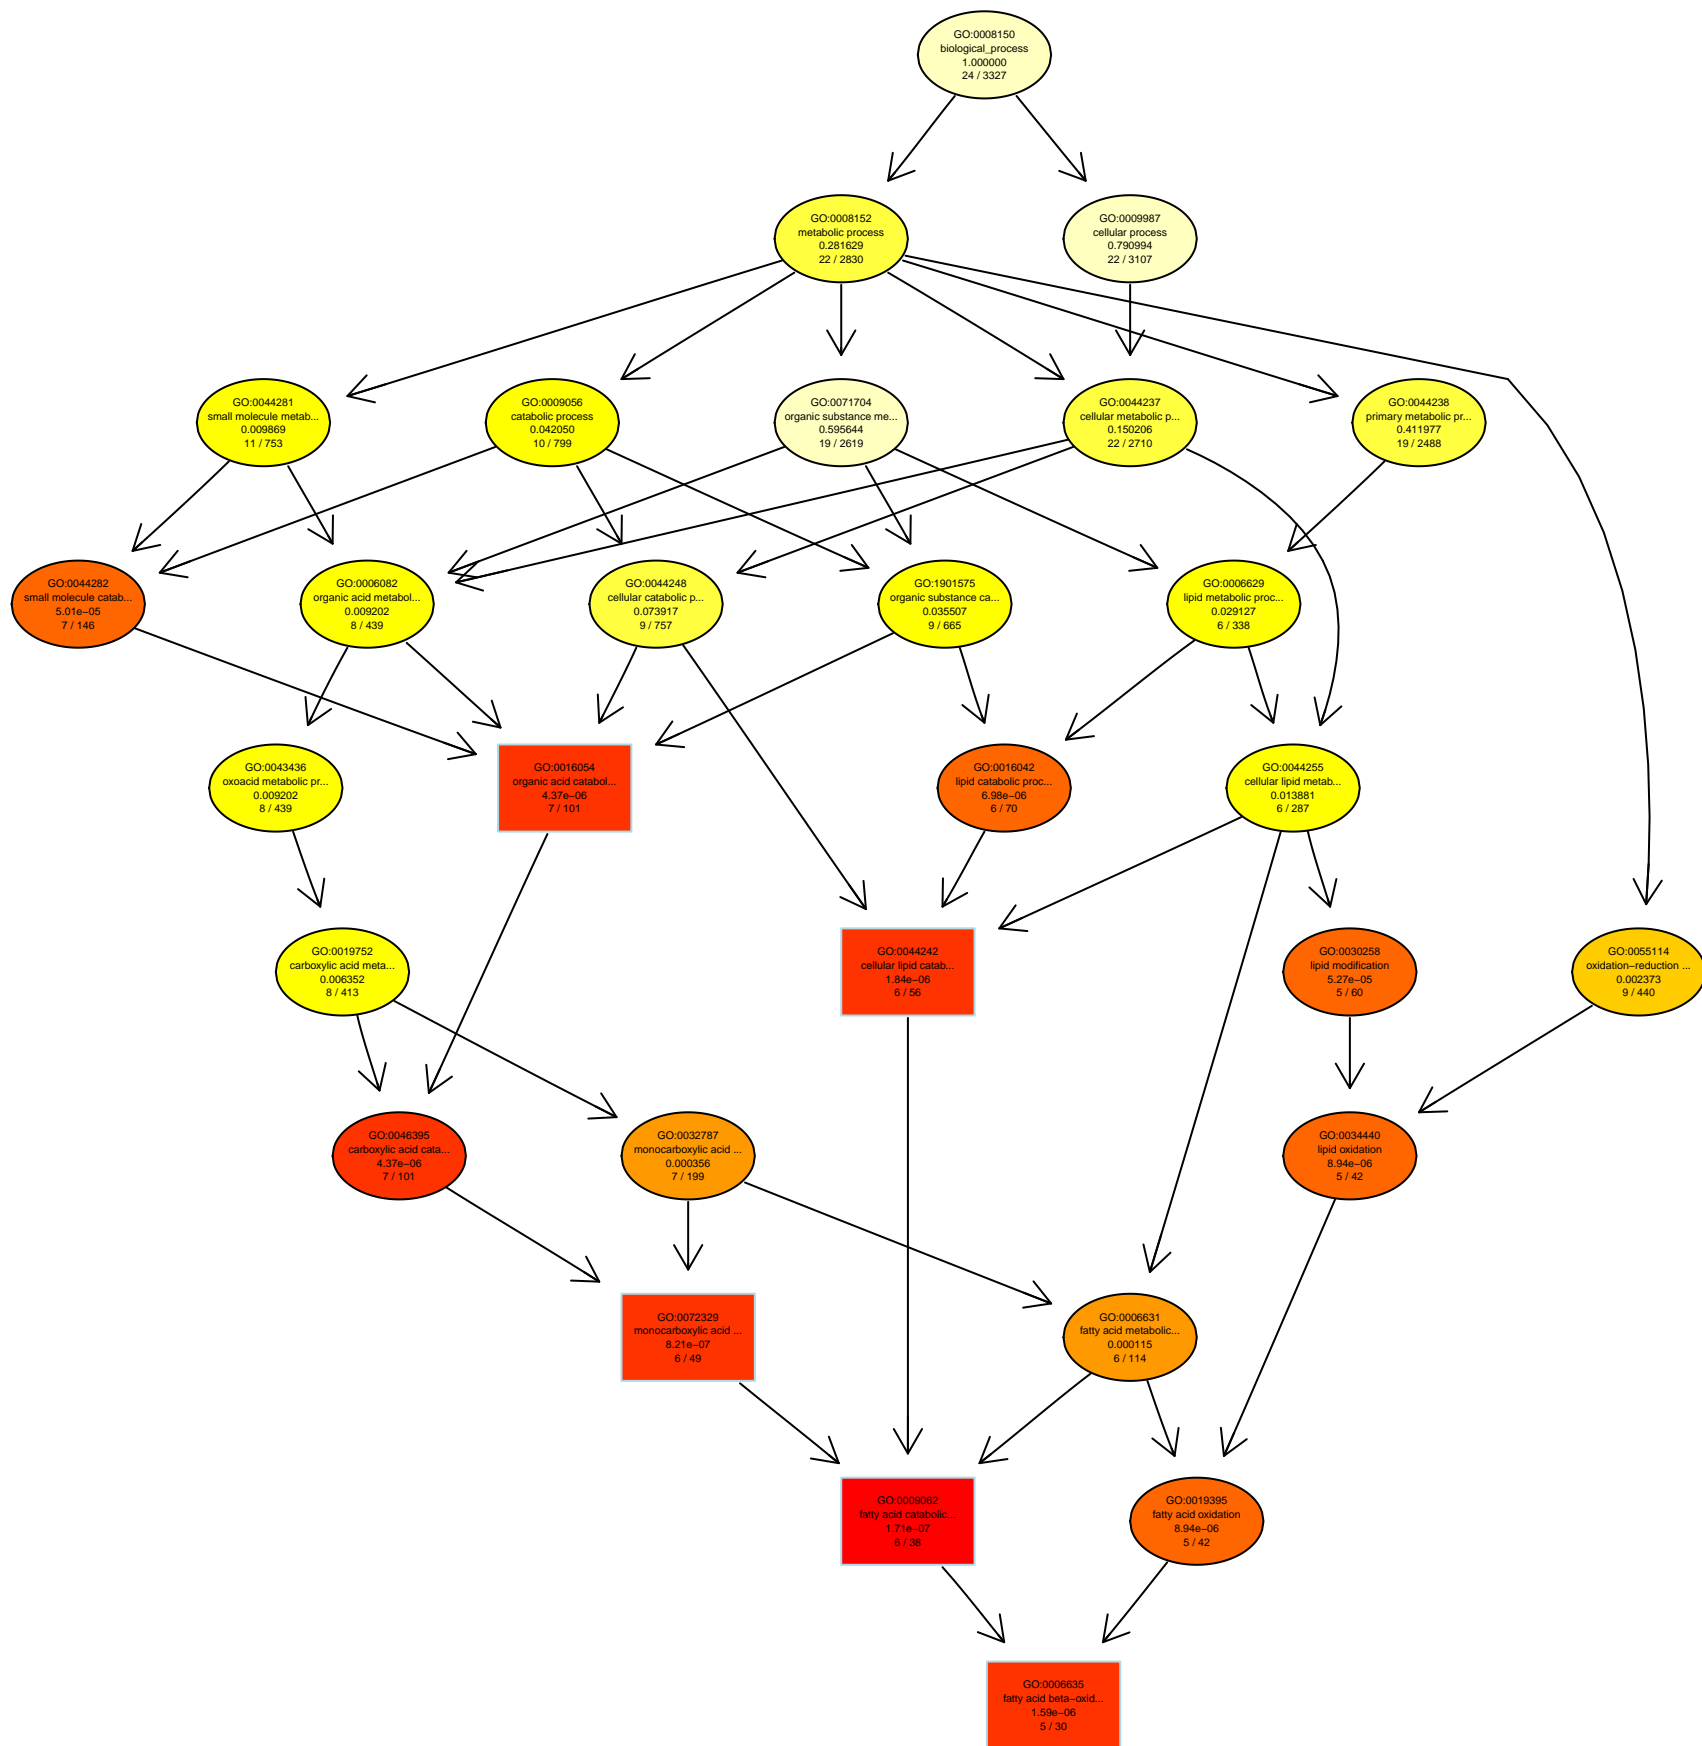 GO:0008150
biological_process
1.000000
24 / 3327
GO:0008152
metabolic process
0.281629
22 / 2830
GO:0009987
cellular process
0.790994
22 / 3107
GO:0044281
small molecule metab...
0.009869
11 / 753
GO:0009056
catabolic process
0.042050
10 / 799
GO:0071704
organic substance me...
0.595644
19 / 2619
GO:0044237
cellular metabolic p...
0.150206
22 / 2710
GO:0044238
primary metabolic pr...
0.411977
19 / 2488
GO:0044282
small molecule catab...
5.01e−05
7 / 146
GO:0006082
organic acid metabol...
0.009202
8 / 439
GO:0044248
cellular catabolic p...
0.073917
9 / 757
GO:1901575
organic substance ca...
0.035507
9 / 665
GO:0006629
lipid metabolic proc...
0.029127
6 / 338
GO:0043436
oxoacid metabolic pr...
0.009202
8 / 439
GO:0016054
organic acid catabol...
4.37e−06
7 / 101
GO:0016042
lipid catabolic proc...
6.98e−06
6 / 70
GO:0044255
cellular lipid metab...
0.013881
6 / 287
GO:0019752
carboxylic acid meta...
0.006352
8 / 413
GO:0044242
cellular lipid catab...
1.84e−06
6 / 56
GO:0030258
lipid modification
5.27e−05
5 / 60
GO:0055114
oxidation−reduction ...
0.002373
9 / 440
GO:0046395
carboxylic acid cata...
4.37e−06
7 / 101
GO:0032787
monocarboxylic acid ...
0.000356
7 / 199
GO:0034440
lipid oxidation
8.94e−06
5 / 42
GO:0072329
monocarboxylic acid ...
8.21e−07
6 / 49
GO:0006631
fatty acid metabolic...
0.000115
6 / 114
GO:0009062
fatty acid catabolic...
1.71e−07
6 / 38
GO:0019395
fatty acid oxidation
8.94e−06
5 / 42
GO:0006635
fatty acid beta−oxid...
1.59e−06
5 / 30